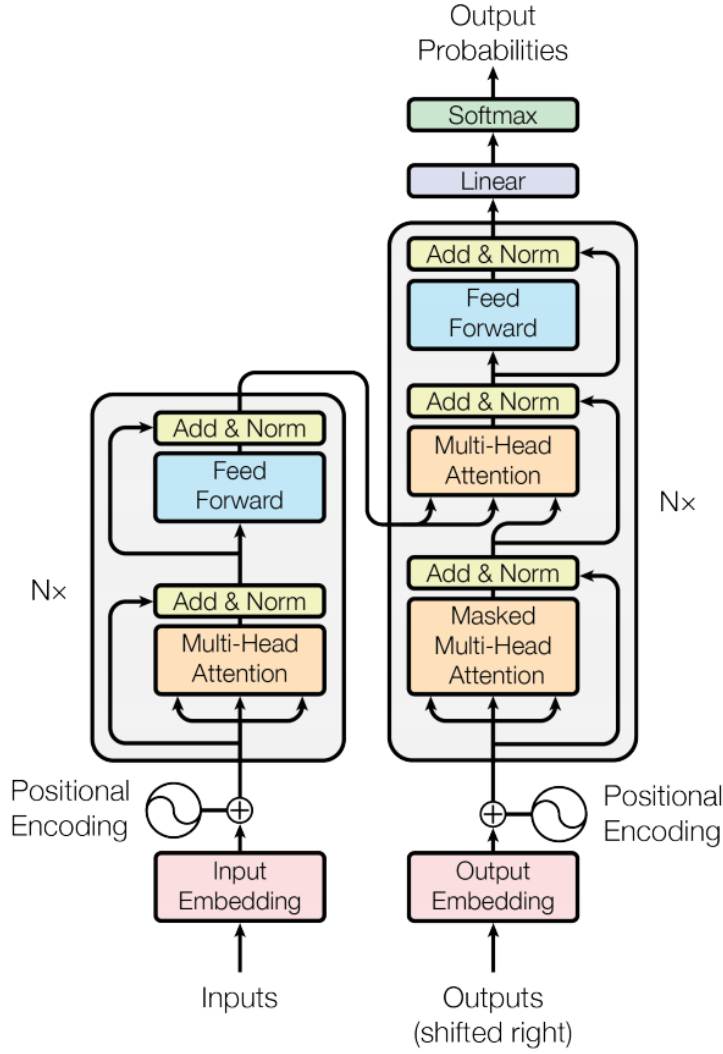 Output
Probabilities
Softmax
Linear
Add & Norm
Feed
Forward
Add & Norm
Multi-Head
Attention
Nx
Add & Norm
Masked
Multi-Head
Attention
Add & Norm
Feed
Forward
Nx
Add & Norm
Multi-Head
Attention
Positional
Encoding
Positional
Encoding
Input
Embedding
Output
Embedding
Inputs
Outputs
(shifted right)